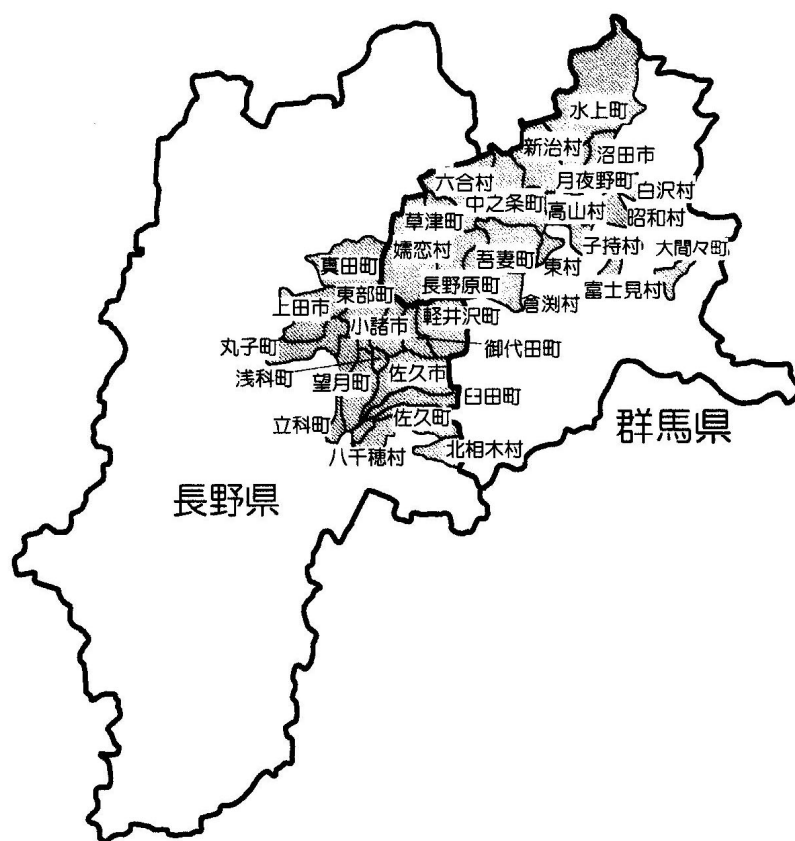 水上町
新治村
沼田市
六合村
月夜野町
白沢村
中之条町
高山村
昭和村
草津町
子持村
大間々町
嬬恋村
吾妻町
東村
真田町
長野原町
富士見村
倉渕村
東部町
上田市
軽井沢町
小諸市
丸子町
御代田町
浅科町
望月町
佐久市
臼田町
佐久町
立科町
八千穂村
北相木村
群馬県
長野県